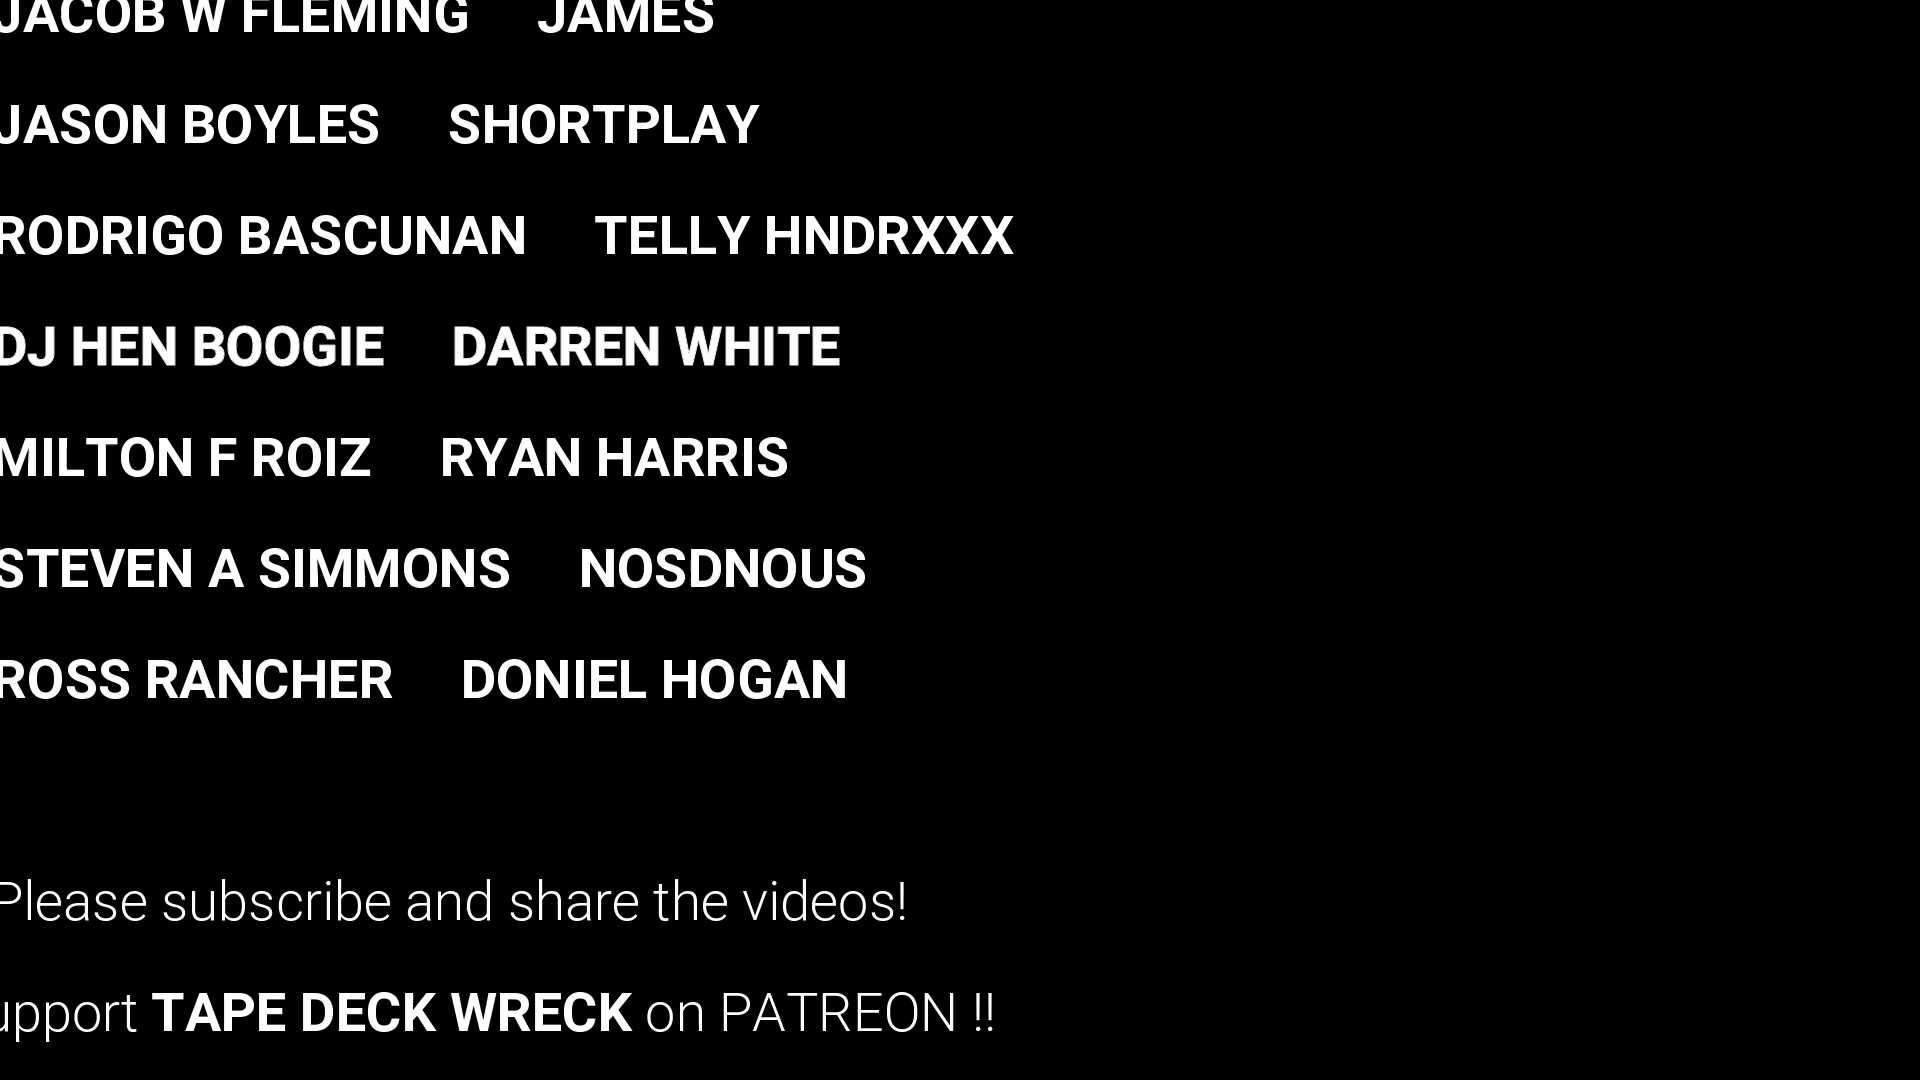 JACOB W FLEMING JAMES
JASON BOYLES SHORTPLAY
RODRIGO BASCUNAN TELLY HNDRXXX
DJ HEN BOOGIE DARREN WHITE
MILTON F ROIZ RYAN HARRIS
STEVEN A SIMMONS NOSDNOUS
ROSS RANCHER DONIEL HOGAN
Please subscribe and share the videos!
upport TAPE DECK WRECK on PATREON !!